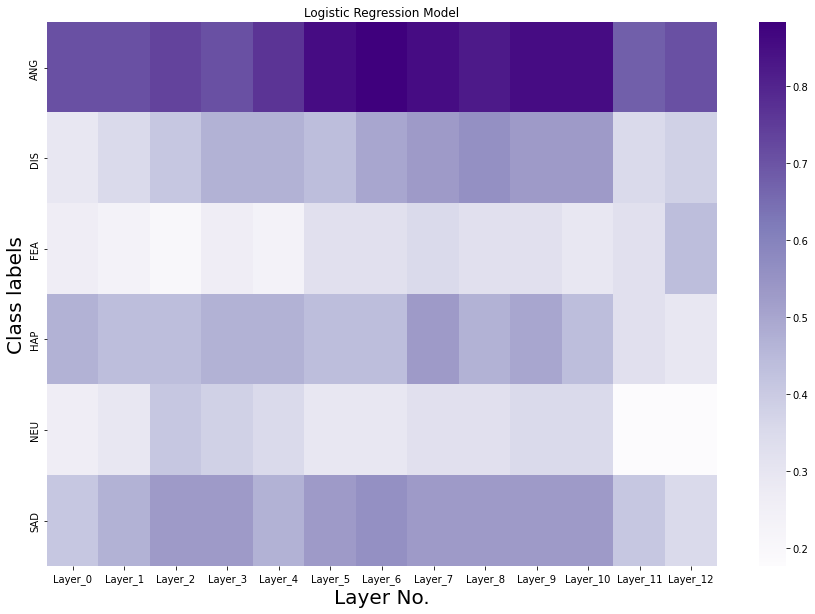 Logistic Regression Model
Class labels
ANG
DIS
FEA
HAP
NEU
SAD
Layer_0 Layer_1 Layer_2 Layer_3 Layer_4 Layer_5 Layer_6 Layer_7 Layer_8 Layer_9 Layer_10 Layer_11 Layer_12
Layer No.
0.8
0.7
0.6
0.5
0.4
0.3
0.2